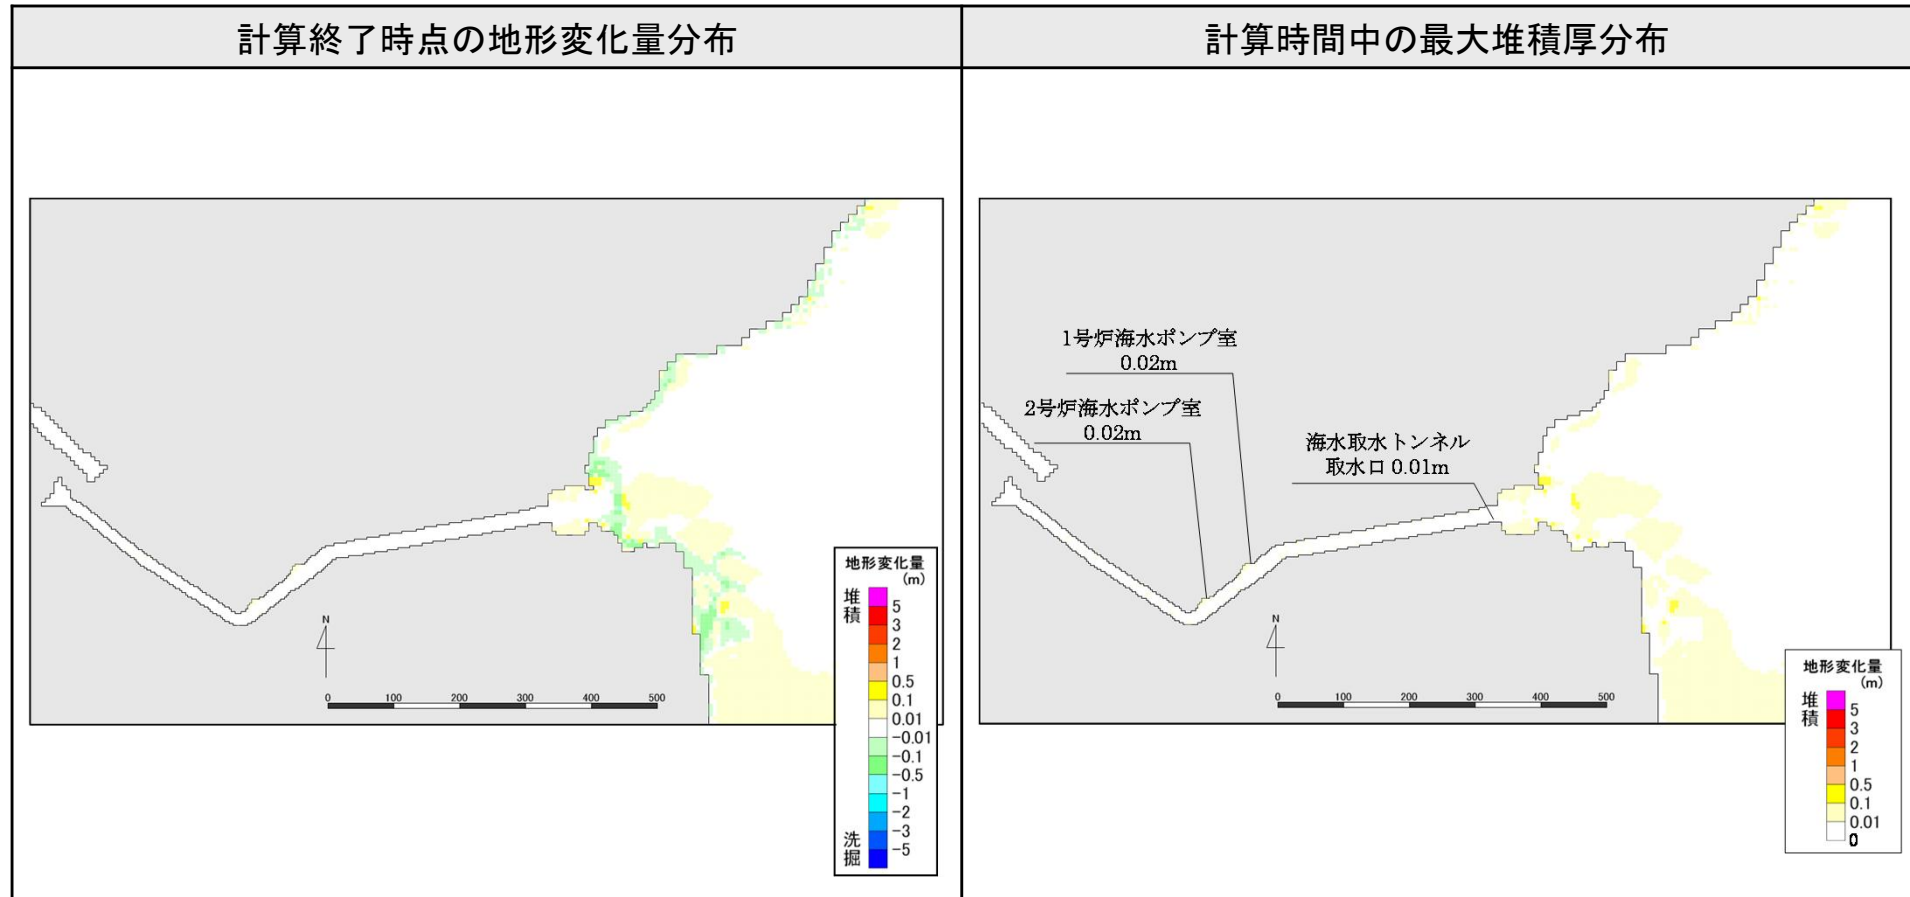 計算終了時点の地形変化量分布
計算時間中の最大堆積厚分布
N
0 100 200 300 400 500
地形変化量
(m)
堆積
5
3
2
1
0.5
0.1
0.01
-0.01
-0.1
-0.5
-1
-2
-3
-5
洗掘
1号炉海水ポンプ室
0.02m
2号炉海水ポンプ室
0.02m
海水取水トンネル
取水口 0.01m
N
0 100 200 300 400 500
地形変化量
(m)
堆積
5
3
2
1
0.5
0.1
0.01
0